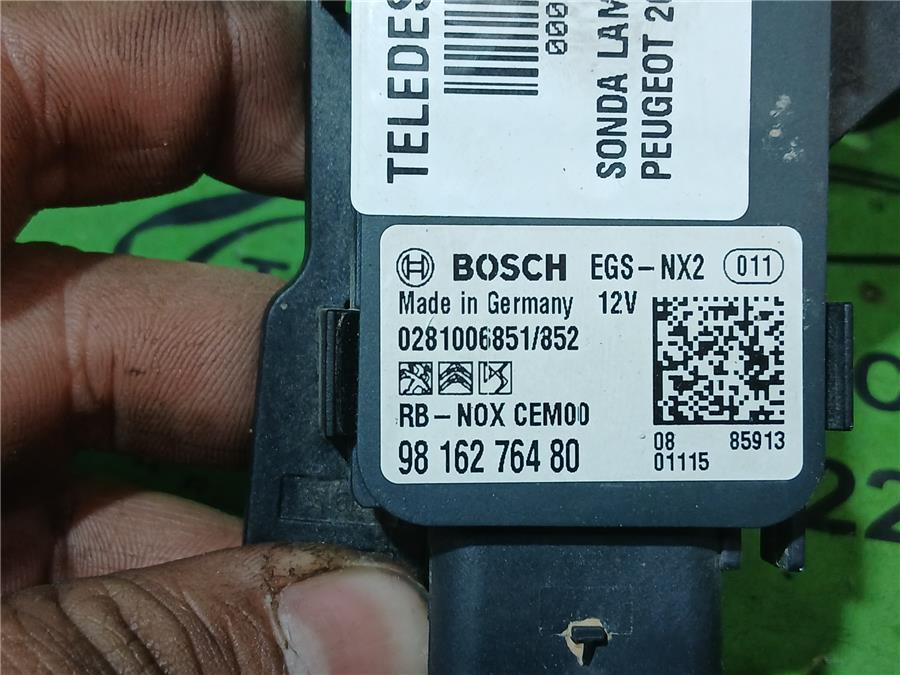 TELEDES
000
SONDA LAM
PEUGEOT 20
BOSCH EGS-NX2 011
Made in Germany 12V
0281006851/852
RB-NOX CEM00
98 162 764 80
08 85913
01115
22